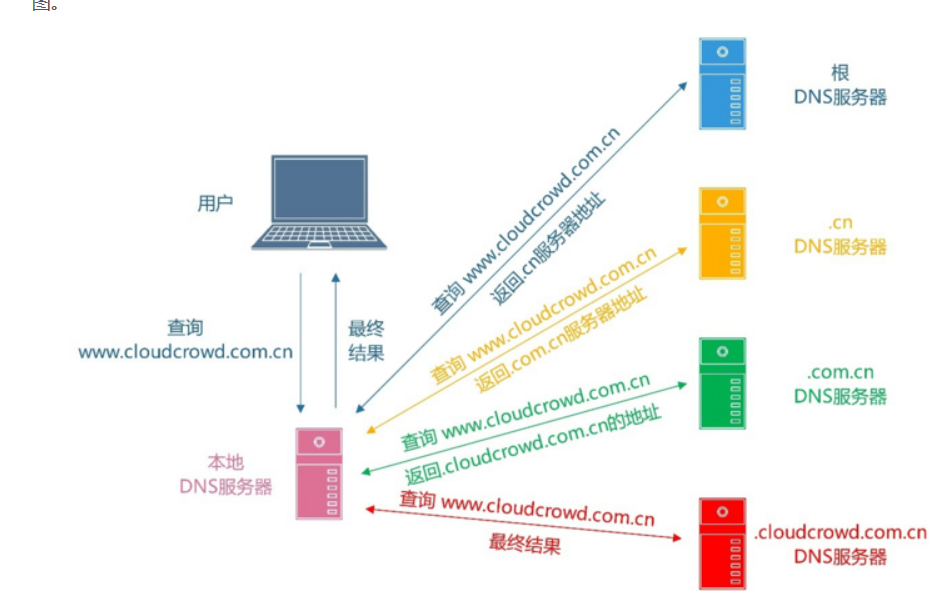 图。
根
DNS服务器
用户
查询 www.cloudcrowd.com.cn
返回.cn服务器地址
.cn
DNS服务器
查询 www.cloudcrowd.com.cn
返回.com.cn服务器地址
查询
www.cloudcrowd.com.cn
最终
结果
.com.cn
DNS服务器
查询 www.cloudcrowd.com.cn
返回.cloudcrowd.com.cn的地址
本地
DNS服务器
查询 www.cloudcrowd.com.cn
最终结果
.cloudcrowd.com.cn
DNS服务器